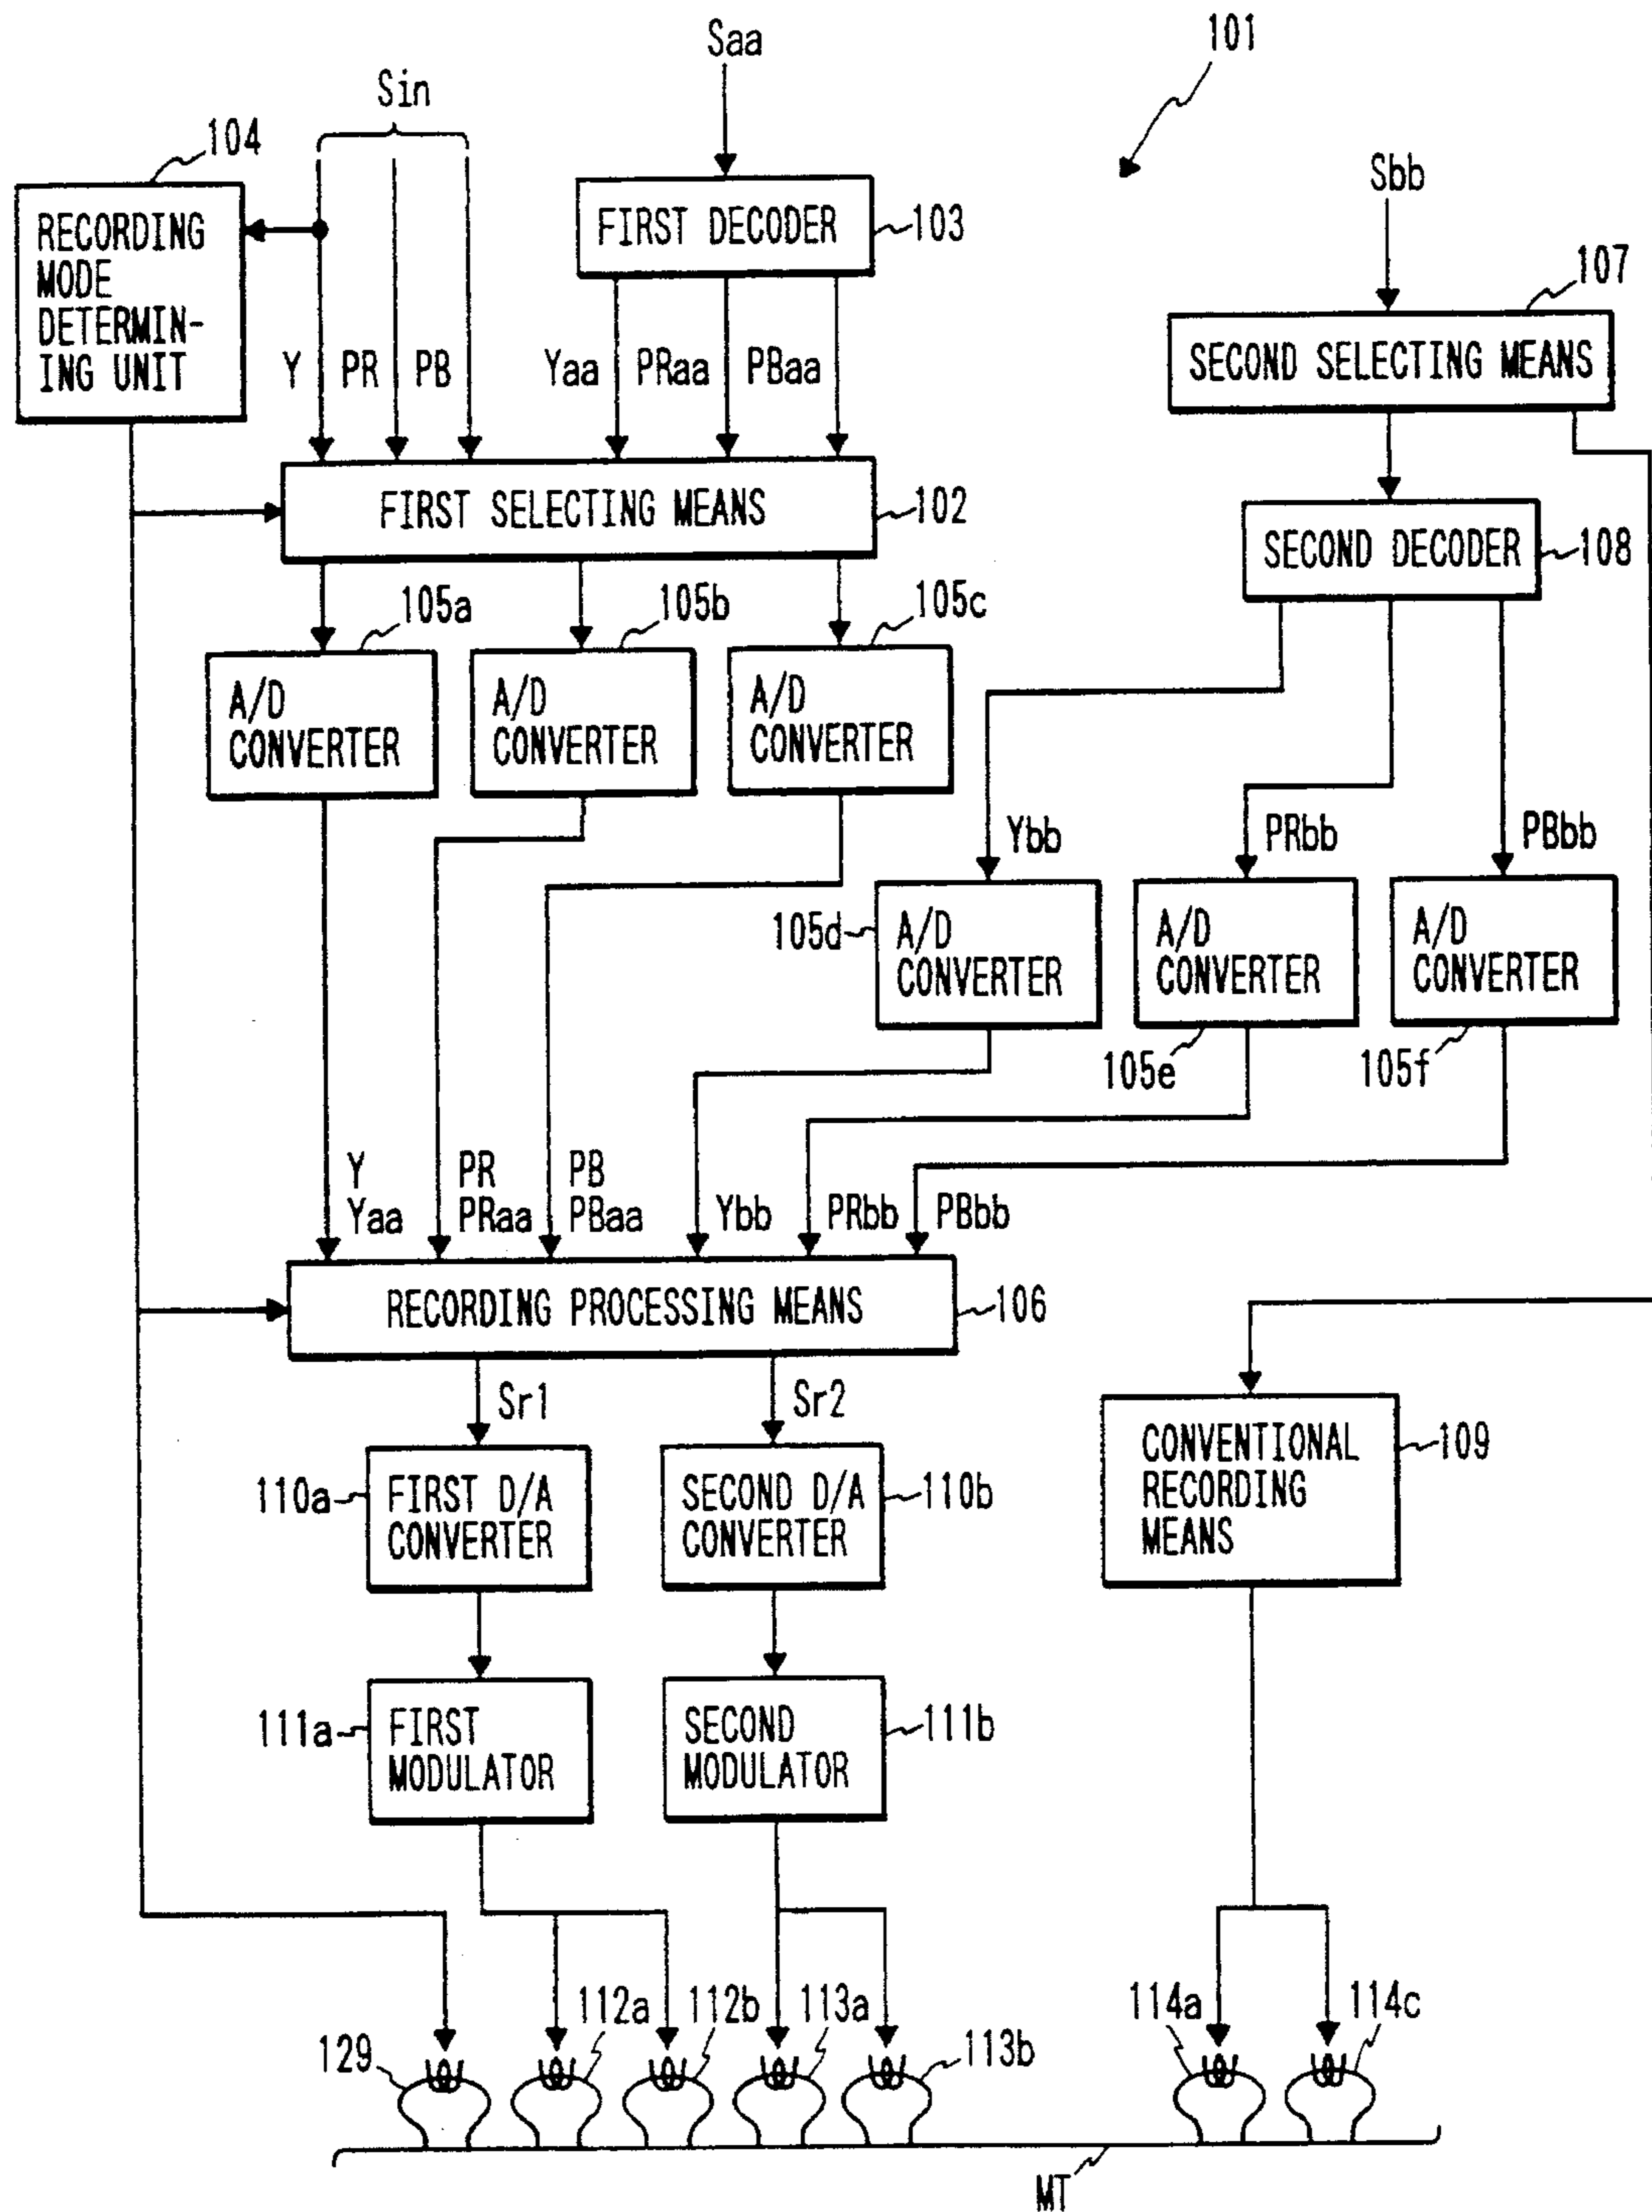 Saa
101
Sin
104
Sbb
RECORDING
MODE
DETERMIN-
ING UNIT
FIRST DECODER
103
107
Y
PR
PB
Yaa
PRaa
PBaa
SECOND SELECTING MEANS
FIRST SELECTING MEANS
102
SECOND DECODER
108
105a
105b
105c
A/D
CONVERTER
A/D
CONVERTER
A/D
CONVERTER
Ybb
PRbb
PBbb
105d
A/D
CONVERTER
A/D
CONVERTER
A/D
CONVERTER
105e
105f
Y
Yaa
PR
PRaa
PB
PBaa
Ybb
PRbb
PBbb
RECORDING PROCESSING MEANS
106
Sr1
Sr2
110a
FIRST D/A
CONVERTER
SECOND D/A
CONVERTER
110b
CONVENTIONAL
RECORDING
MEANS
109
111a
FIRST
MODULATOR
SECOND
MODULATOR
111b
129
112a
112b
113a
113b
114a
114c
MT